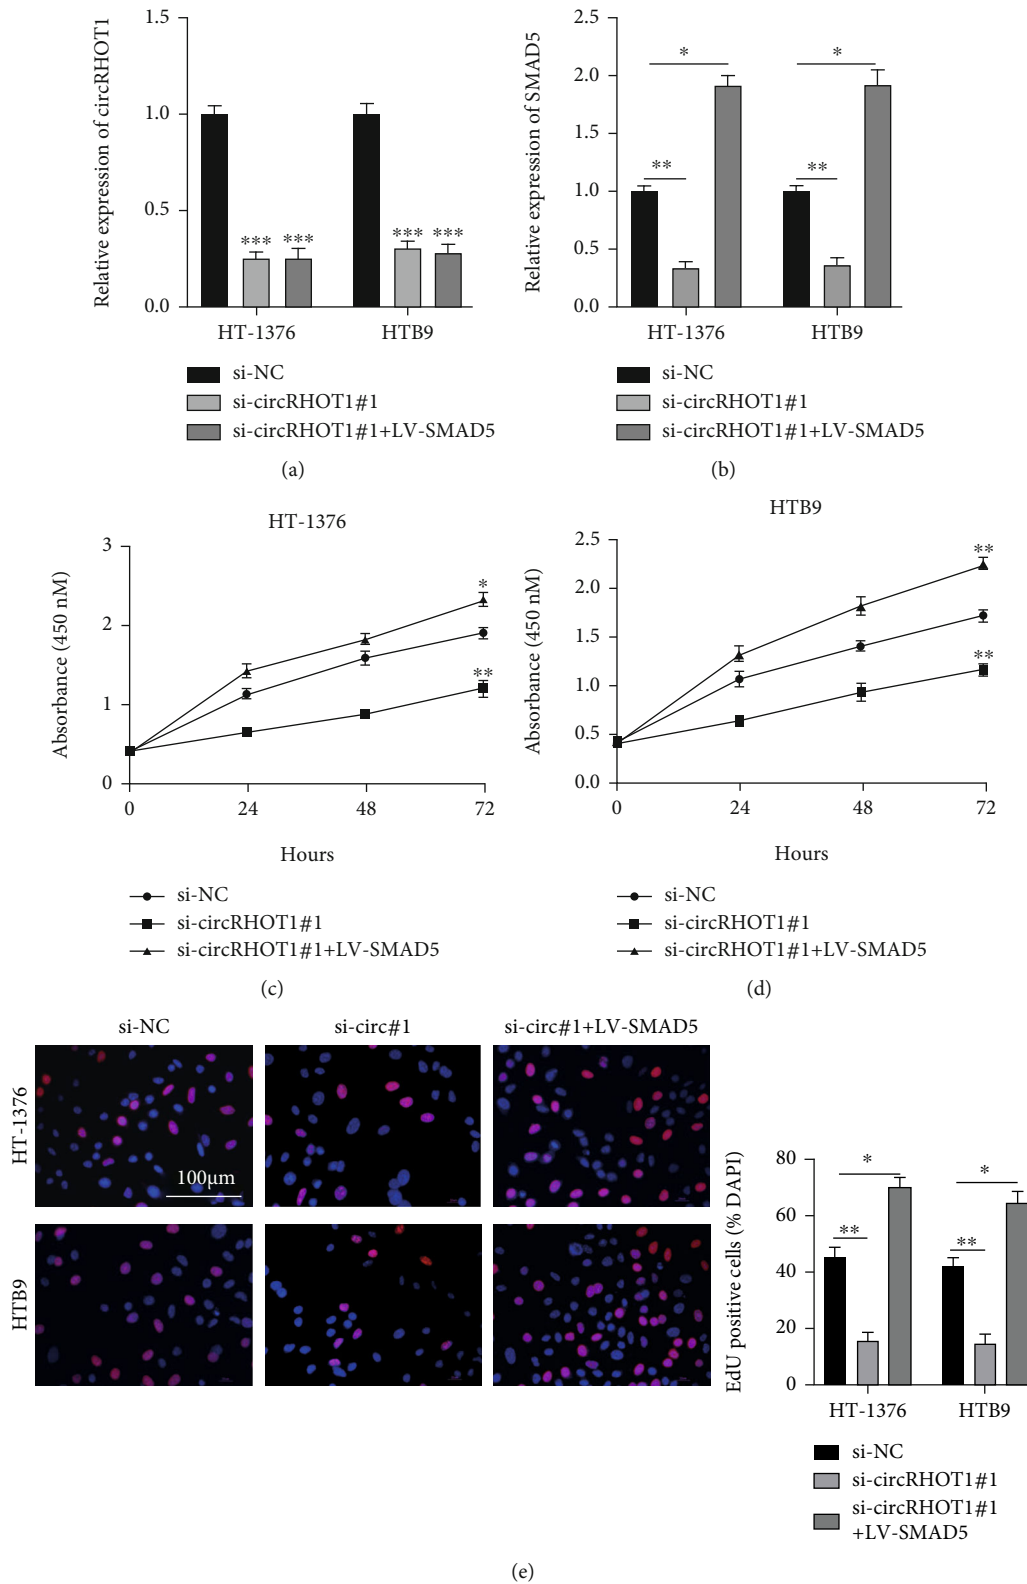 Relative expression of circRHOT1
1.5
1.0
0.5
0.0
*** ***
*** ***
HT-1376
HTB9
si-NC
si-circRHOT1#1
si-circRHOT1#1+LV-SMAD5
(a)
Relative expression of SMAD5
2.5
2.0
1.5
1.0
0.5
0.0
*
**
*
**
HT-1376
HTB9
si-NC
si-circRHOT1#1
si-circRHOT1#1+LV-SMAD5
(b)
HT-1376
Absorbance (450 nM)
3
2
1
0
*
**
0 24 48 72
Hours
si-NC
si-circRHOT1#1
si-circRHOT1#1+LV-SMAD5
(c)
HTB9
Absorbance (450 nM)
2.5
2.0
1.5
1.0
0.5
0.0
**
**
0 24 48 72
Hours
si-NC
si-circRHOT1#1
si-circRHOT1#1+LV-SMAD5
(d)
si-NC
si-circ#1
si-circ#1+LV-SMAD5
HT-1376
100μm
HTB9
EdU positive cells (% DAPI)
80
60
40
20
0
*
**
*
**
HT-1376
HTB9
si-NC
si-circRHOT1#1
si-circRHOT1#1
+LV-SMAD5
(e)